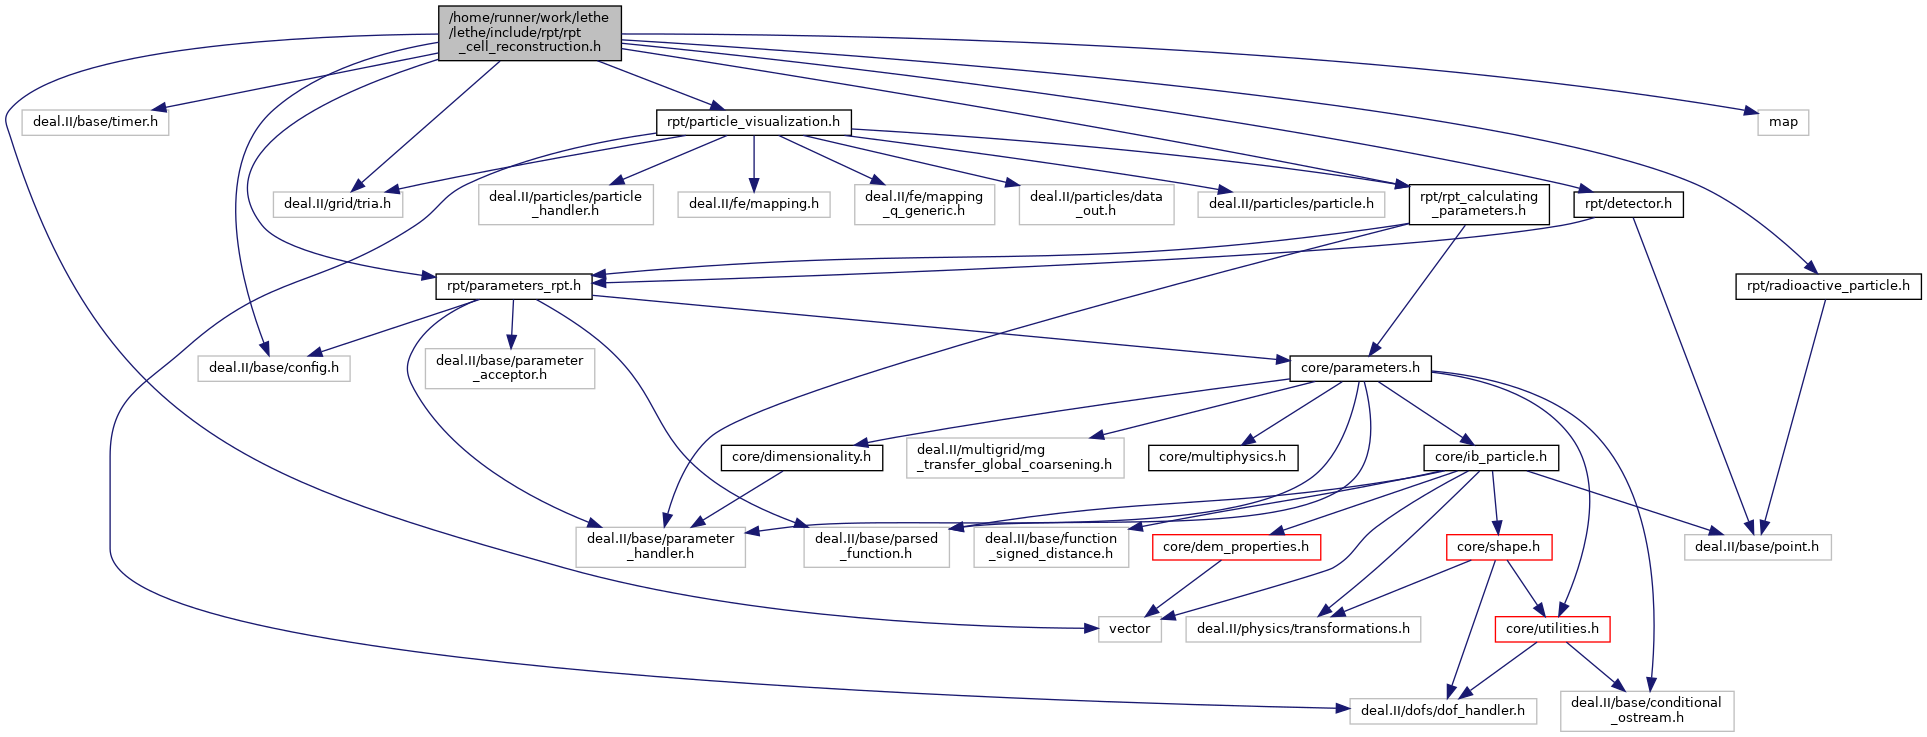 /home/runner/work/lethe
/lethe/include/rpt/rpt
_cell_reconstruction.h
deal.II/base/timer.h
rpt/particle_visualization.h
map
deal.II/grid/tria.h
deal.II/particles/particle
_handler.h
deal.II/fe/mapping.h
deal.II/fe/mapping
_q_generic.h
deal.II/particles/data
_out.h
deal.II/particles/particle.h
rpt/rpt_calculating
_parameters.h
rpt/detector.h
rpt/parameters_rpt.h
rpt/radioactive_particle.h
deal.II/base/config.h
deal.II/base/parameter
_acceptor.h
core/parameters.h
core/dimensionality.h
deal.II/multigrid/mg
_transfer_global_coarsening.h
core/multiphysics.h
core/ib_particle.h
deal.II/base/parameter
_handler.h
deal.II/base/parsed
_function.h
deal.II/base/function
_signed_distance.h
core/dem_properties.h
core/shape.h
deal.II/base/point.h
vector
deal.II/physics/transformations.h
core/utilities.h
deal.II/dofs/dof_handler.h
deal.II/base/conditional
_ostream.h